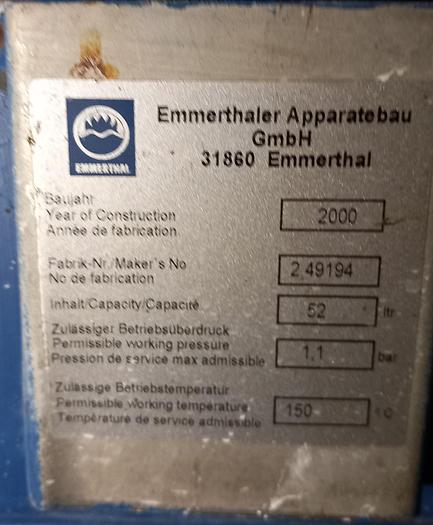 EMMERTHAL
Emmerthaler Apparatebau
GmbH
31860 Emmerthal
Baujahr
Year of Construction
Année de fabrication
2000
Fabrik-Nr./Maker's No
No de fabrication
2.49194
Inhalt/Capacity/Capacité
52 ltr
Zulässiger Betriebsüberdruck
Permissible working pressure
Pression de service max admissible
1,1 bar
Zulässige Betriebstemperatur
Permissible working temperature
Température de service admissible
150 °C